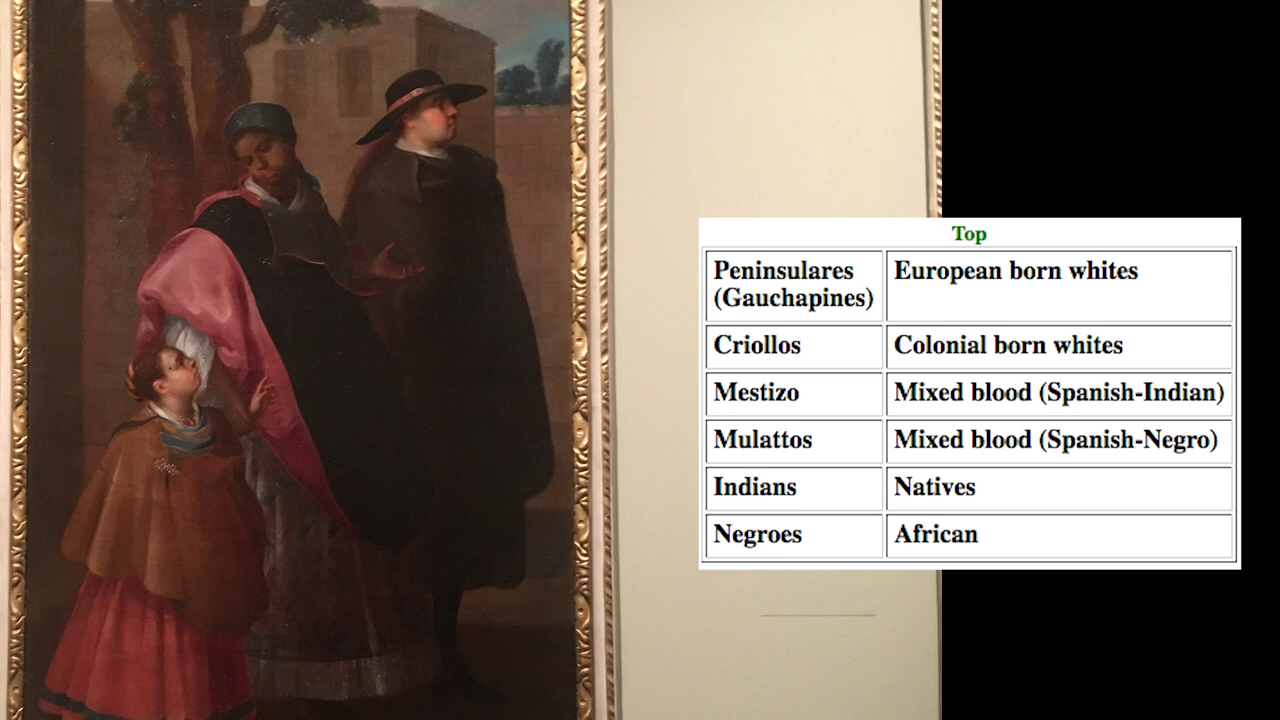 Top
Peninsulares European born whites
(Gauchapines)
Criollos Colonial born whites
Mestizo Mixed blood (Spanish-Indian)
Mulattos Mixed blood (Spanish-Negro)
Indians Natives
Negroes African